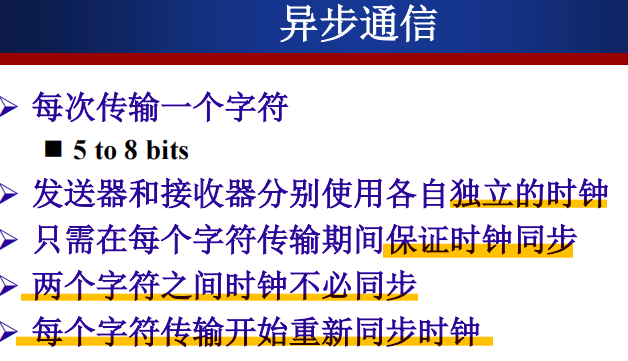 异步通信
每次传输一个字符
5 to 8 bits
发送器和接收器分别使用各自独立的时钟
只需在每个字符传输期间保证时钟同步
两个字符之间时钟不必同步
每个字符传输开始重新同步时钟